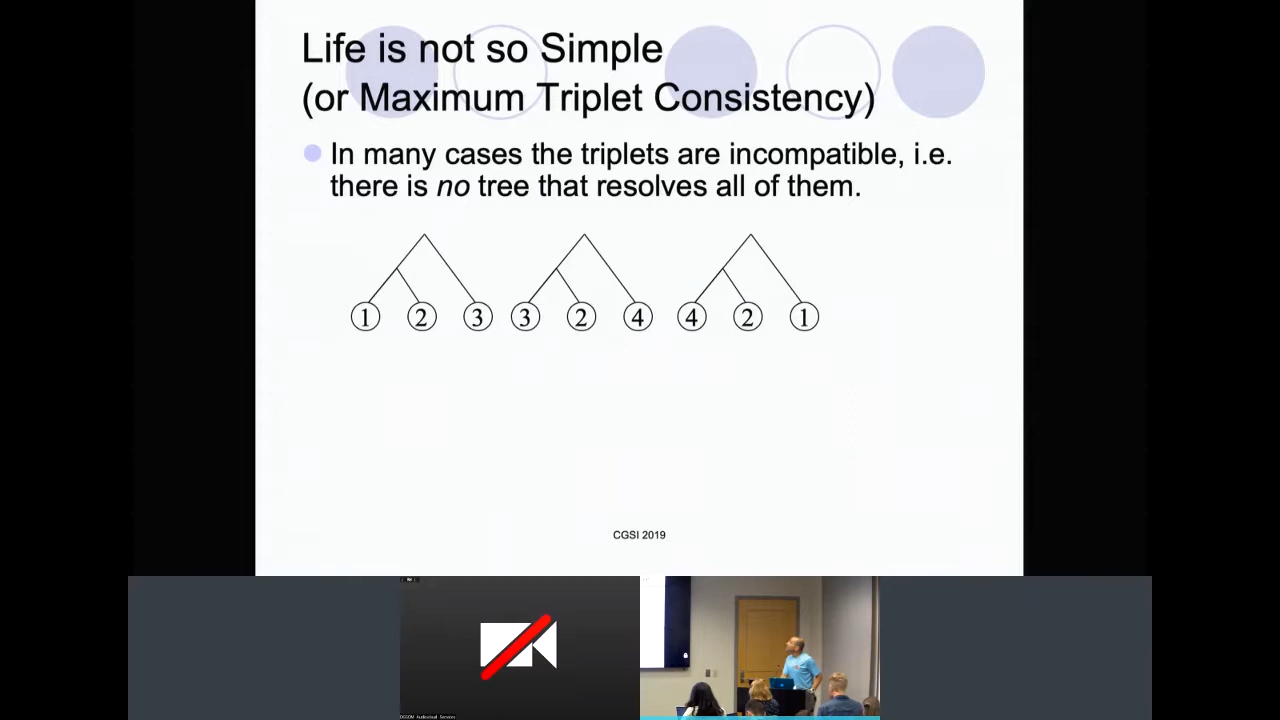 Life is not so Simple
(or Maximum Triplet Consistency)
In many cases the triplets are incompatible, i.e.
there is no tree that resolves all of them.
1 2 3 3 2 4 4 2 1
CGSI 2019